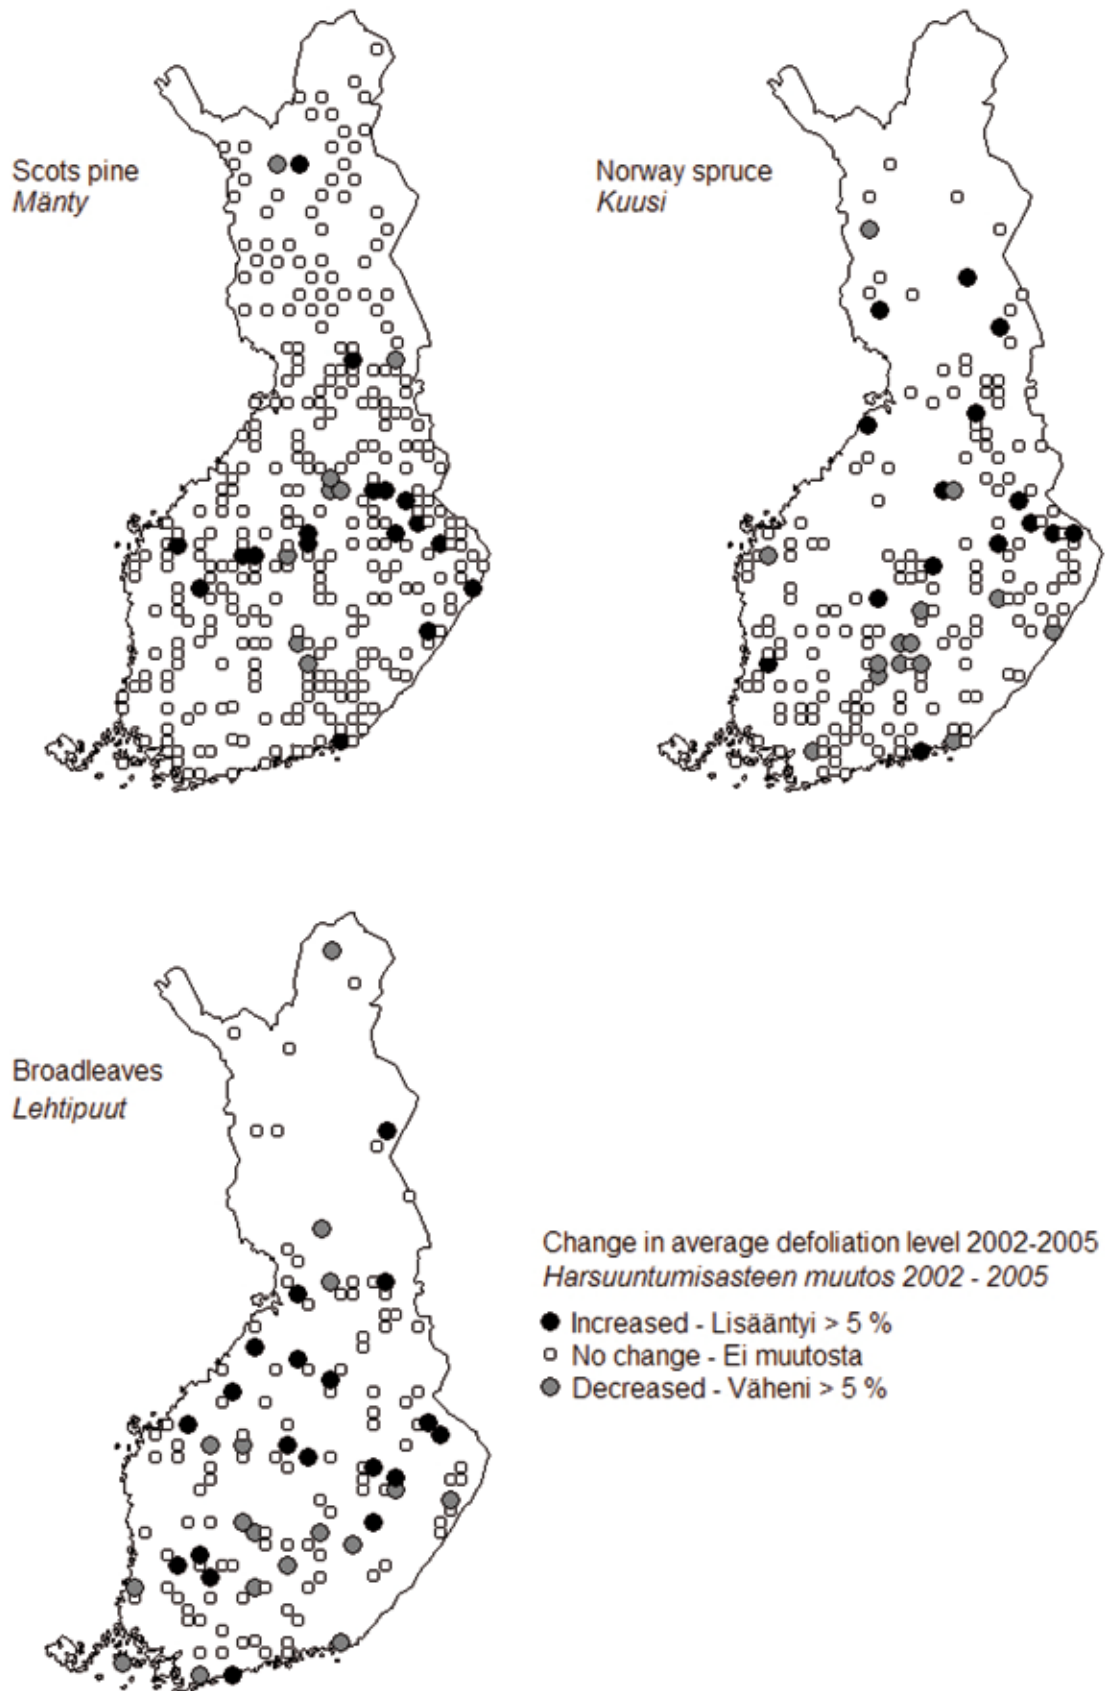 Scots pine
Mänty
Norway spruce
Kuusi
Broadleaves
Lehtipuut
Change in average defoliation level 2002-2005
Harsuuntumisasteen muutos 2002 - 2005
Increased - Lisääntyi > 5 %
No change - Ei muutosta
Decreased - Väheni > 5 %